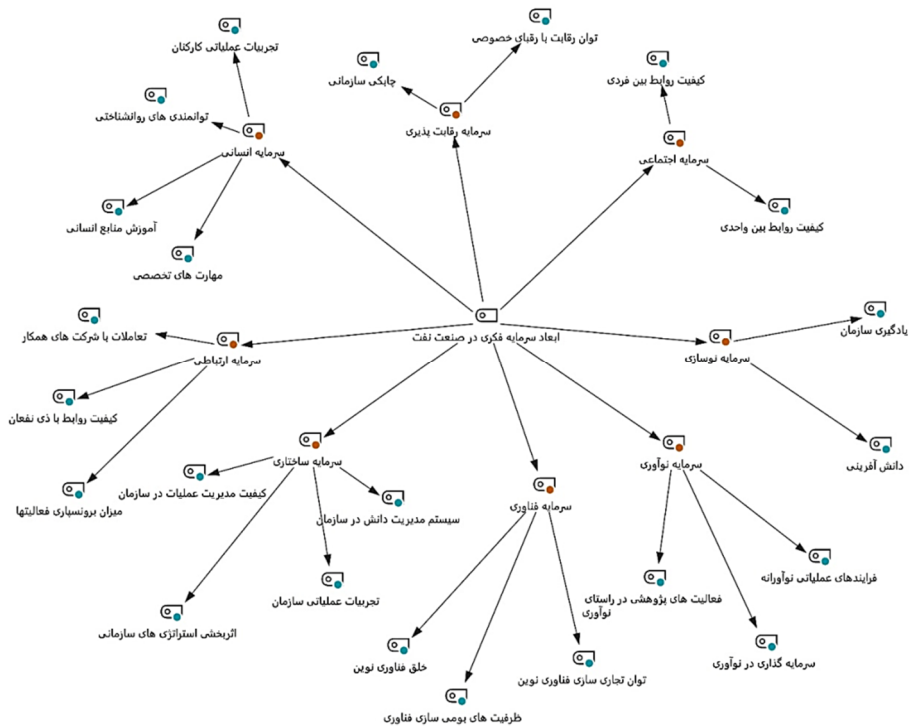 توان رقابت با رقبای خصوصی
تجربیات عملیاتی کارکنان
چابکی سازمانی
کیفیت روابط بین فردی
توانمندی های روانشناختی
سرمایه رقابت پذیری
سرمایه انسانی
سرمایه اجتماعی
آموزش منابع انسانی
کیفیت روابط بین واحدی
مهارت های تخصصی
یادگیری سازمان
تعاملات با شرکت های همکار
ابعاد سرمایه فکری در صنعت نفت
سرمایه ارتباطی
سرمایه نوسازی
کیفیت روابط با ذی نفعان
سرمایه ساختاری
سرمایه نوآوری
دانش آفرینی
کیفیت مدیریت عملیات در سازمان
سرمایه فناوری
میزان برونسپاری فعالیتها
سیستم مدیریت دانش در سازمان
فرایندهای عملیاتی نوآورانه
تجربیات عملیاتی سازمان
فعالیت های پژوهشی در راستای
نوآوری
اثربخشی استراتژی های سازمانی
خلق فناوری نوین
سرمایه گذاری در نوآوری
توان تجاری سازی فناوری نوین
ظرفیت های بومی سازی فناوری